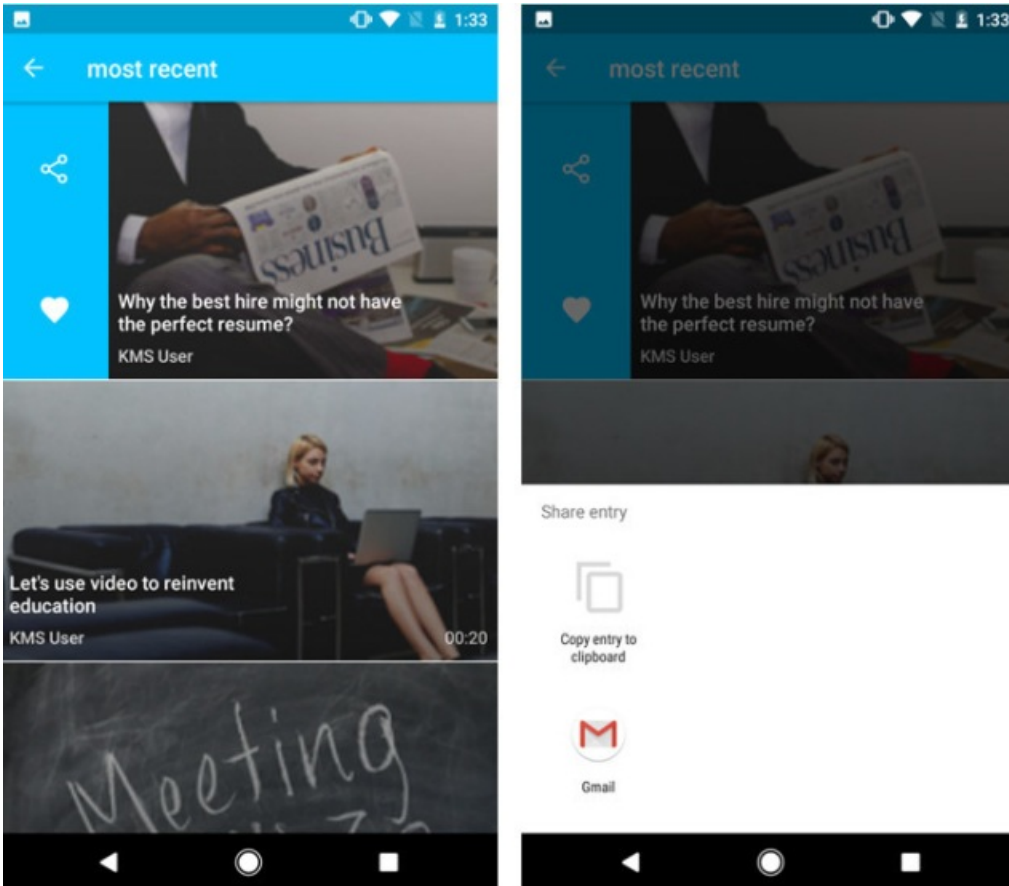 1:33
most recent
Business
Why the best hire might not have
the perfect resume?
KMS User
Let's use video to reinvent
education
KMS User
00:20
Meeting
1:33
most recent
Business
Why the best hire might not have
the perfect resume?
KMS User
Share entry
Copy entry to
clipboard
Gmail